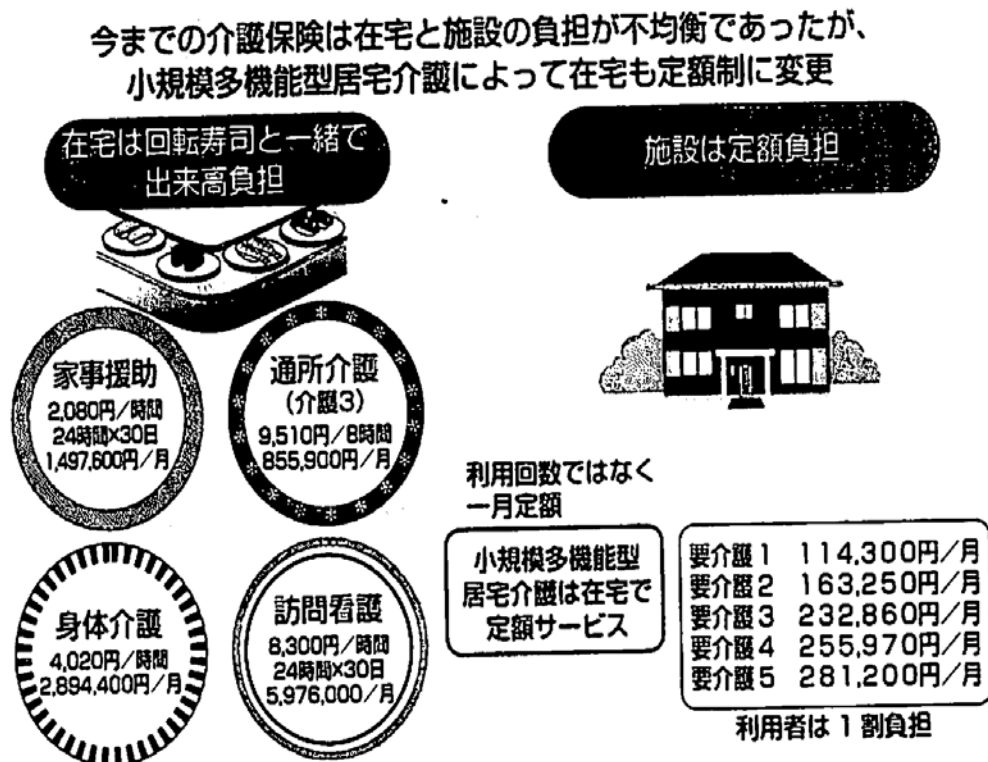 今までの介護保険は在宅と施設の負担が不均衡であったが、
小規模多機能型居宅介護によって在宅も定額制に変更
在宅は回転寿司と一緒で
出来高負担
施設は定額負担
家事援助
2,080円／時間
24時間×30日
1,497,600円／月
通所介護
（介護3）
9,510円／8時間
855,900円／月
身体介護
4,020円／時間
2,894,400円／月
訪問看護
8,300円／時間
24時間×30日
5,976,000／月
利用回数ではなく
一月定額
小規模多機能型
居宅介護は在宅で
定額サービス
要介護1 114,300円／月
要介護2 163,250円／月
要介護3 232,860円／月
要介護4 255,970円／月
要介護5 281,200円／月
利用者は1割負担